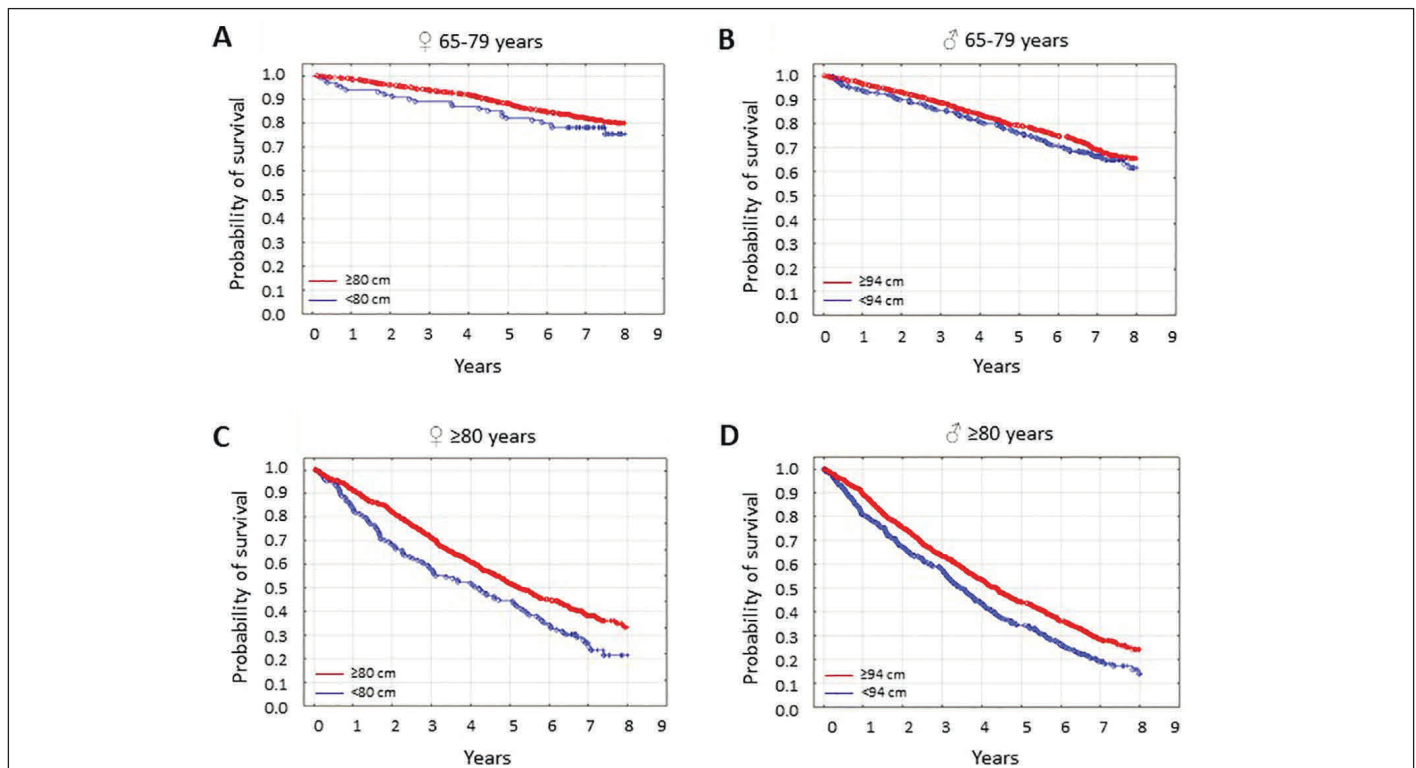 A
♀ 65-79 years
Probability of survival
1.0
0.9
0.8
0.7
0.6
0.5
0.4
0.3
0.2
0.1
0.0
≥80 cm
<80 cm
0 1 2 3 4 5 6 7 8 9
Years
B
♂ 65-79 years
Probability of survival
1.0
0.9
0.8
0.7
0.6
0.5
0.4
0.3
0.2
0.1
0.0
≥94 cm
<94 cm
0 1 2 3 4 5 6 7 8 9
Years
C
♀ ≥80 years
Probability of survival
1.0
0.9
0.8
0.7
0.6
0.5
0.4
0.3
0.2
0.1
0.0
≥80 cm
<80 cm
0 1 2 3 4 5 6 7 8 9
Years
D
♂ ≥80 years
Probability of survival
1.0
0.9
0.8
0.7
0.6
0.5
0.4
0.3
0.2
0.1
0.0
≥94 cm
<94 cm
0 1 2 3 4 5 6 7 8 9
Years